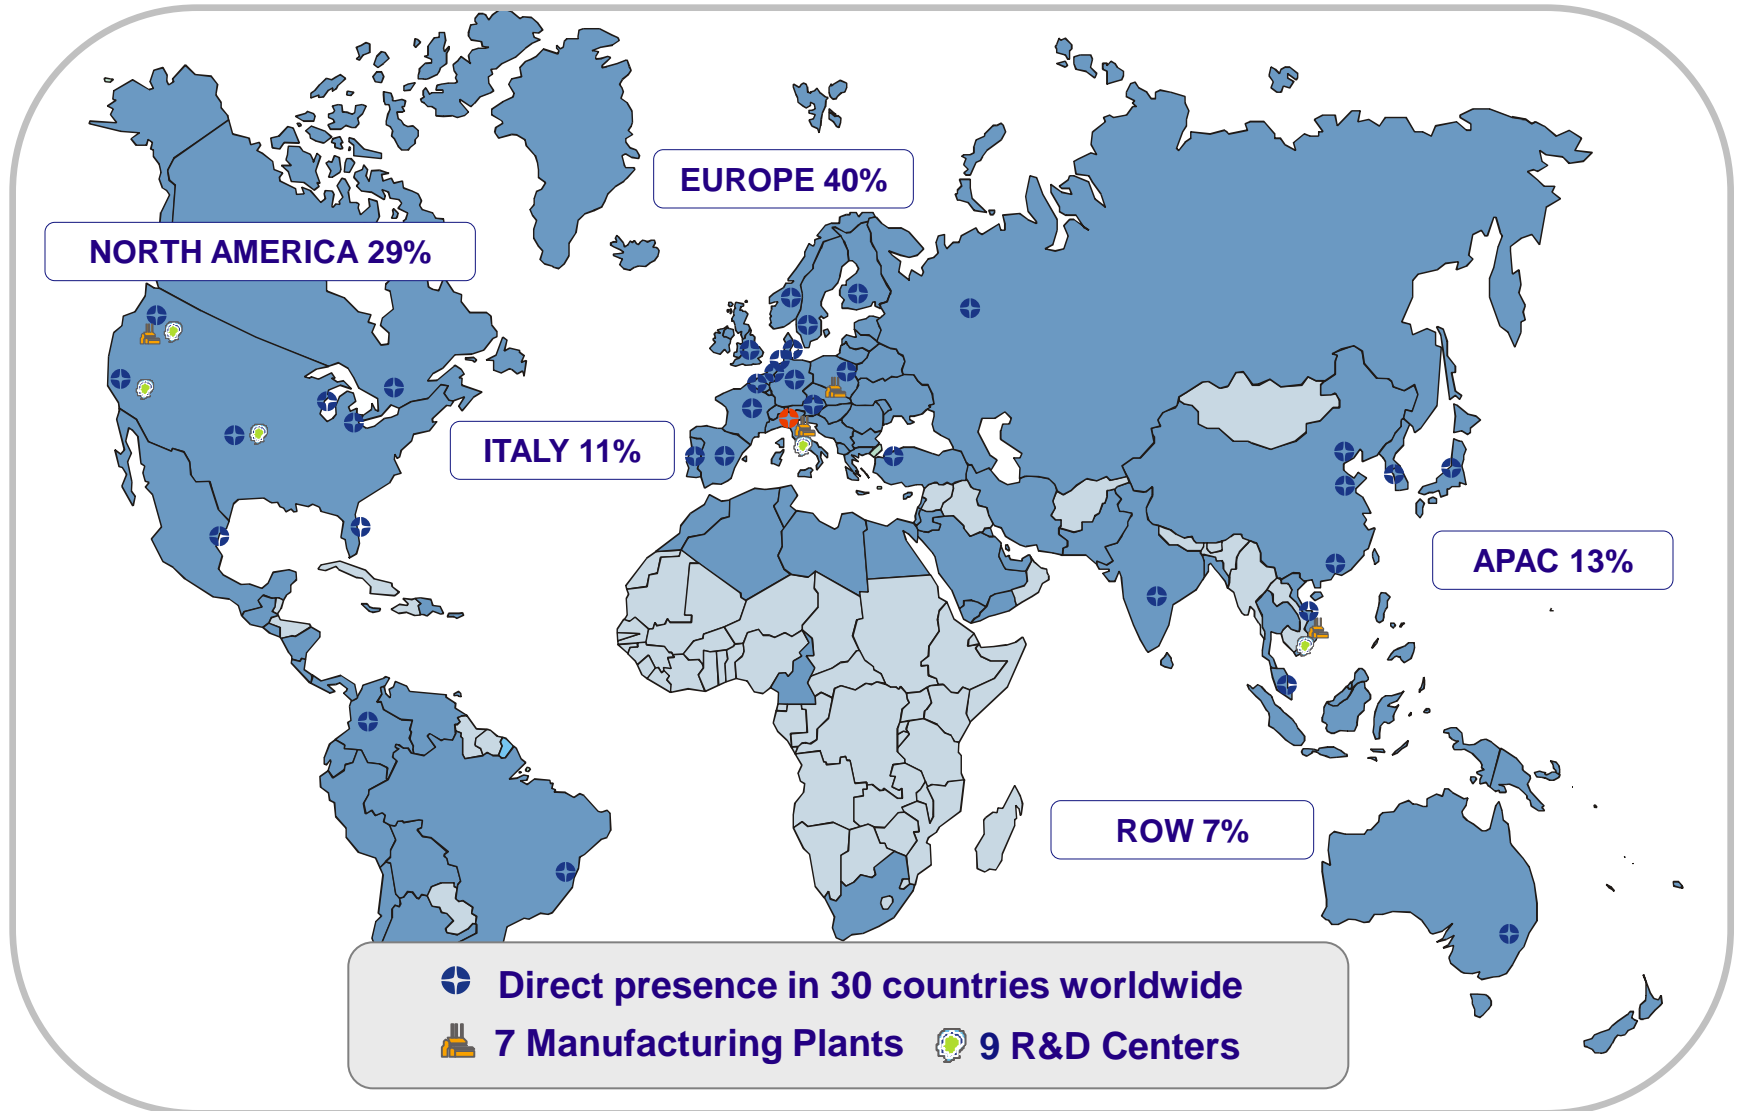 EUROPE 40%
NORTH AMERICA 29%
ITALY 11%
APAC 13%
ROW 7%
Direct presence in 30 countries worldwide
7 Manufacturing Plants
9 R&D Centers